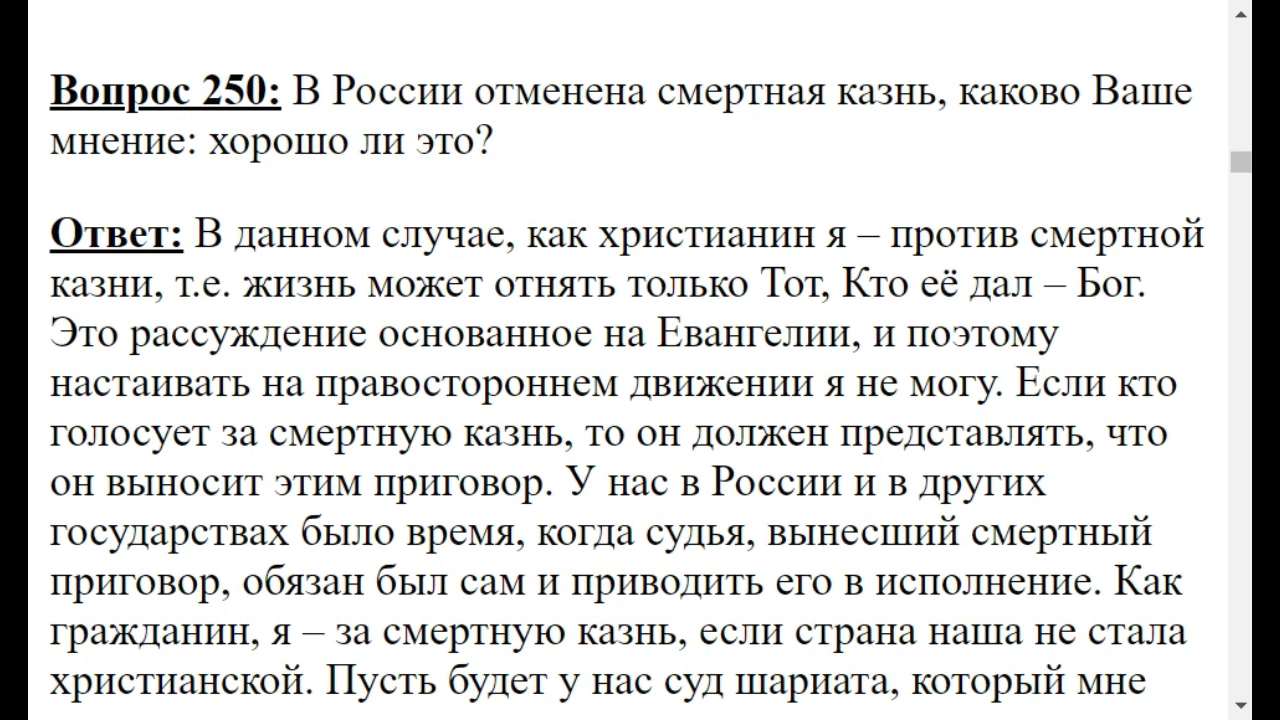 Вопрос 250: В России отменена смертная казнь, каково Ваше
мнение: хорошо ли это?
Ответ: В данном случае, как христианин я – против смертной
казни, т.е. жизнь может отнять только Тот, Кто её дал – Бог.
Это рассуждение основанное на Евангелии, и поэтому
настаивать на правостороннем движении я не могу. Если кто
голосует за смертную казнь, то он должен представлять, что
он выносит этим приговор. У нас в России и в других
государствах было время, когда судья, вынесший смертный
приговор, обязан был сам и приводить его в исполнение. Как
гражданин, я – за смертную казнь, если страна наша не стала
христианской. Пусть будет у нас суд шариата, который мне